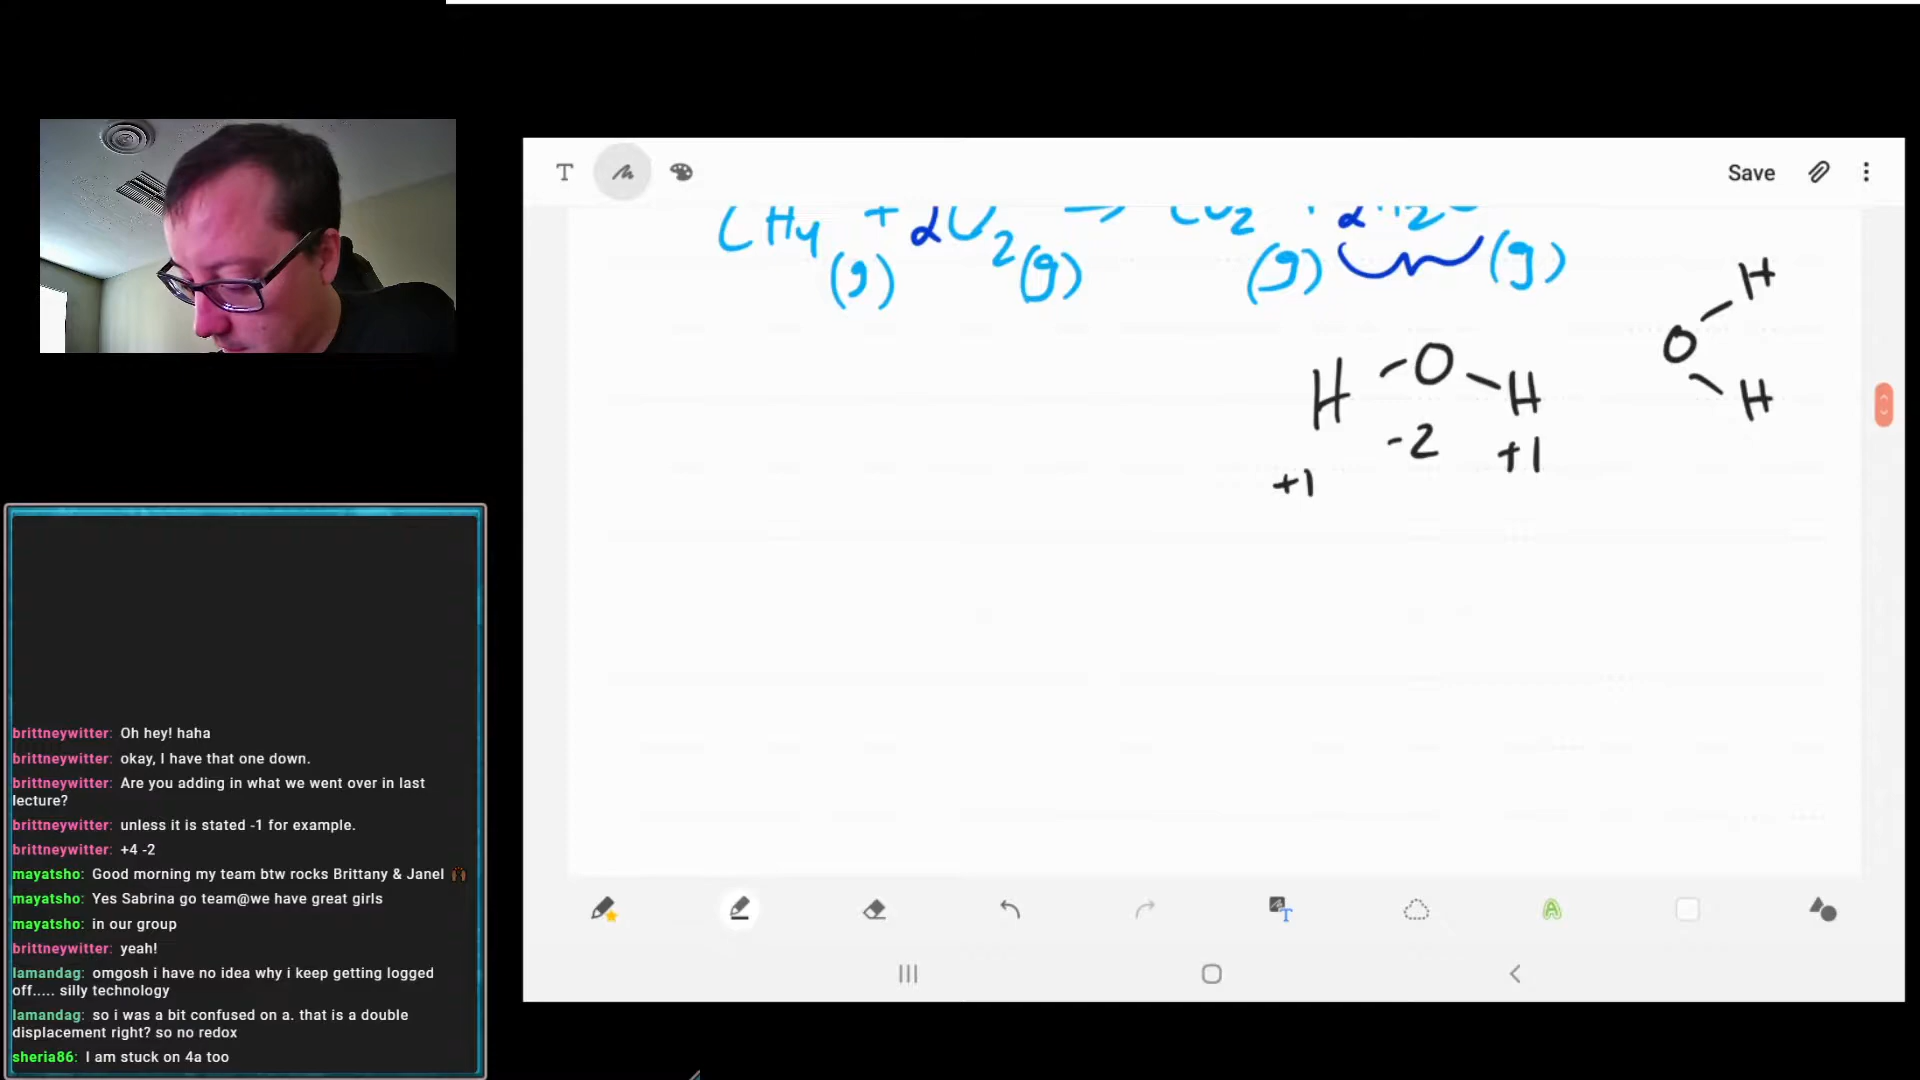 T
Save
CH4 + 2O2 → CO2 + 2H2O
(g) (g) (g) (g)
H
O
H
H - O - H
+1 -2 +1
brittneywitter: Oh hey! haha
brittneywitter: okay, I have that one down.
brittneywitter: Are you adding in what we went over in last
lecture?
brittneywitter: unless it is stated -1 for example.
brittneywitter: +4 -2
mayatsho: Good morning my team btw rocks Brittany & Janel
mayatsho: Yes Sabrina go team@we have great girls
mayatsho: in our group
brittneywitter: yeah!
lamandag: omgosh i have no idea why i keep getting logged
off..... silly technology
lamandag: so i was a bit confused on a. that is a double
displacement right? so no redox
sheria86: I am stuck on 4a too
T
A